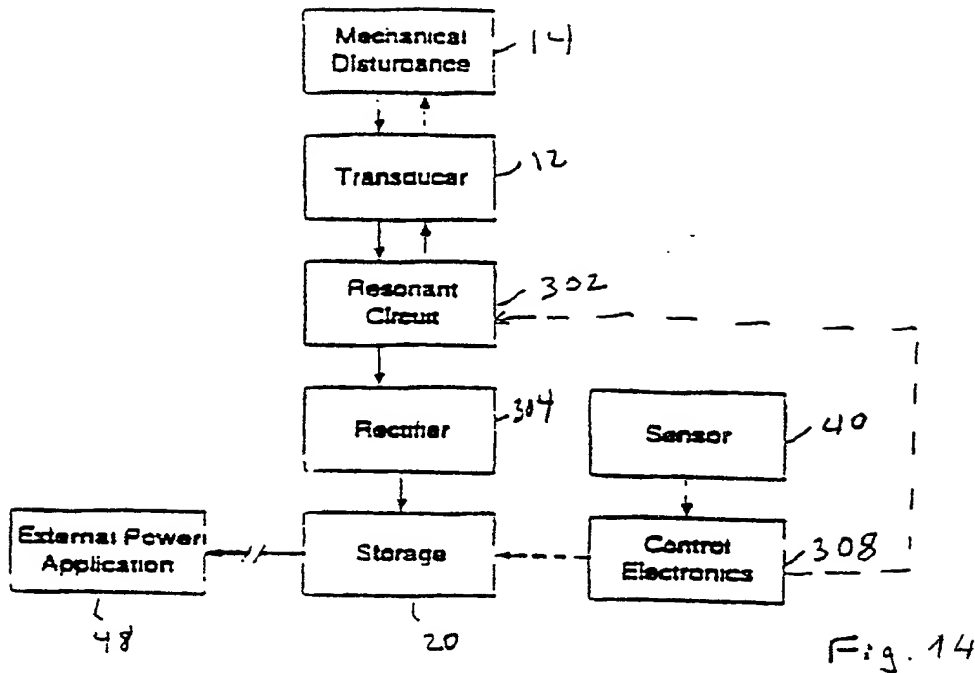 Mechanical
Disturbance
14
Transducer
12
Resonant
Circuit
302
Rectifier
304
Sensor
40
External Power
Application
48
Storage
20
Control
Electronics
308
Fig. 14